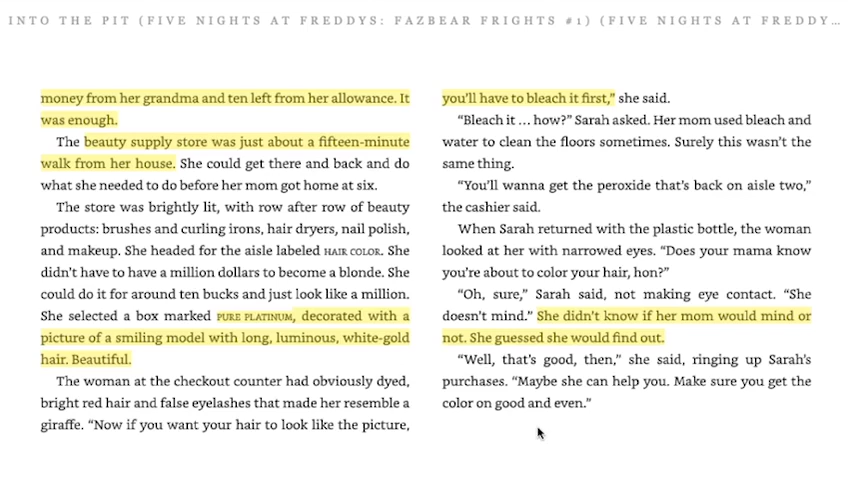 INTO THE PIT (FIVE NIGHTS AT FREDDYS: FAZBEAR FRIGHTS #1) (FIVE NIGHTS AT FREDDY...
money from her grandma and ten left from her allowance. It
was enough.
The beauty supply store was just about a fifteen-minute
walk from her house. She could get there and back and do
what she needed to do before her mom got home at six.
The store was brightly lit, with row after row of beauty
products: brushes and curling irons, hair dryers, nail polish,
and makeup. She headed for the aisle labeled HAIR COLOR. She
didn't have to have a million dollars to become a blonde. She
could do it for around ten bucks and just look like a million.
She selected a box marked PURE PLATINUM, decorated with a
picture of a smiling model with long, luminous, white-gold
hair. Beautiful.
The woman at the checkout counter had obviously dyed,
bright red hair and false eyelashes that made her resemble a
giraffe. “Now if you want your hair to look like the picture,
you'll have to bleach it first,” she said.
“Bleach it ... how?” Sarah asked. Her mom used bleach and
water to clean the floors sometimes. Surely this wasn't the
same thing.
“You'll wanna get the peroxide that's back on aisle two,”
the cashier said.
When Sarah returned with the plastic bottle, the woman
looked at her with narrowed eyes. “Does your mama know
you're about to color your hair, hon?”
“Oh, sure,” Sarah said, not making eye contact. “She
doesn't mind.” She didn't know if her mom would mind or
not. She guessed she would find out.
“Well, that's good, then,” she said, ringing up Sarah's
purchases. “Maybe she can help you. Make sure you get the
color on good and even.”